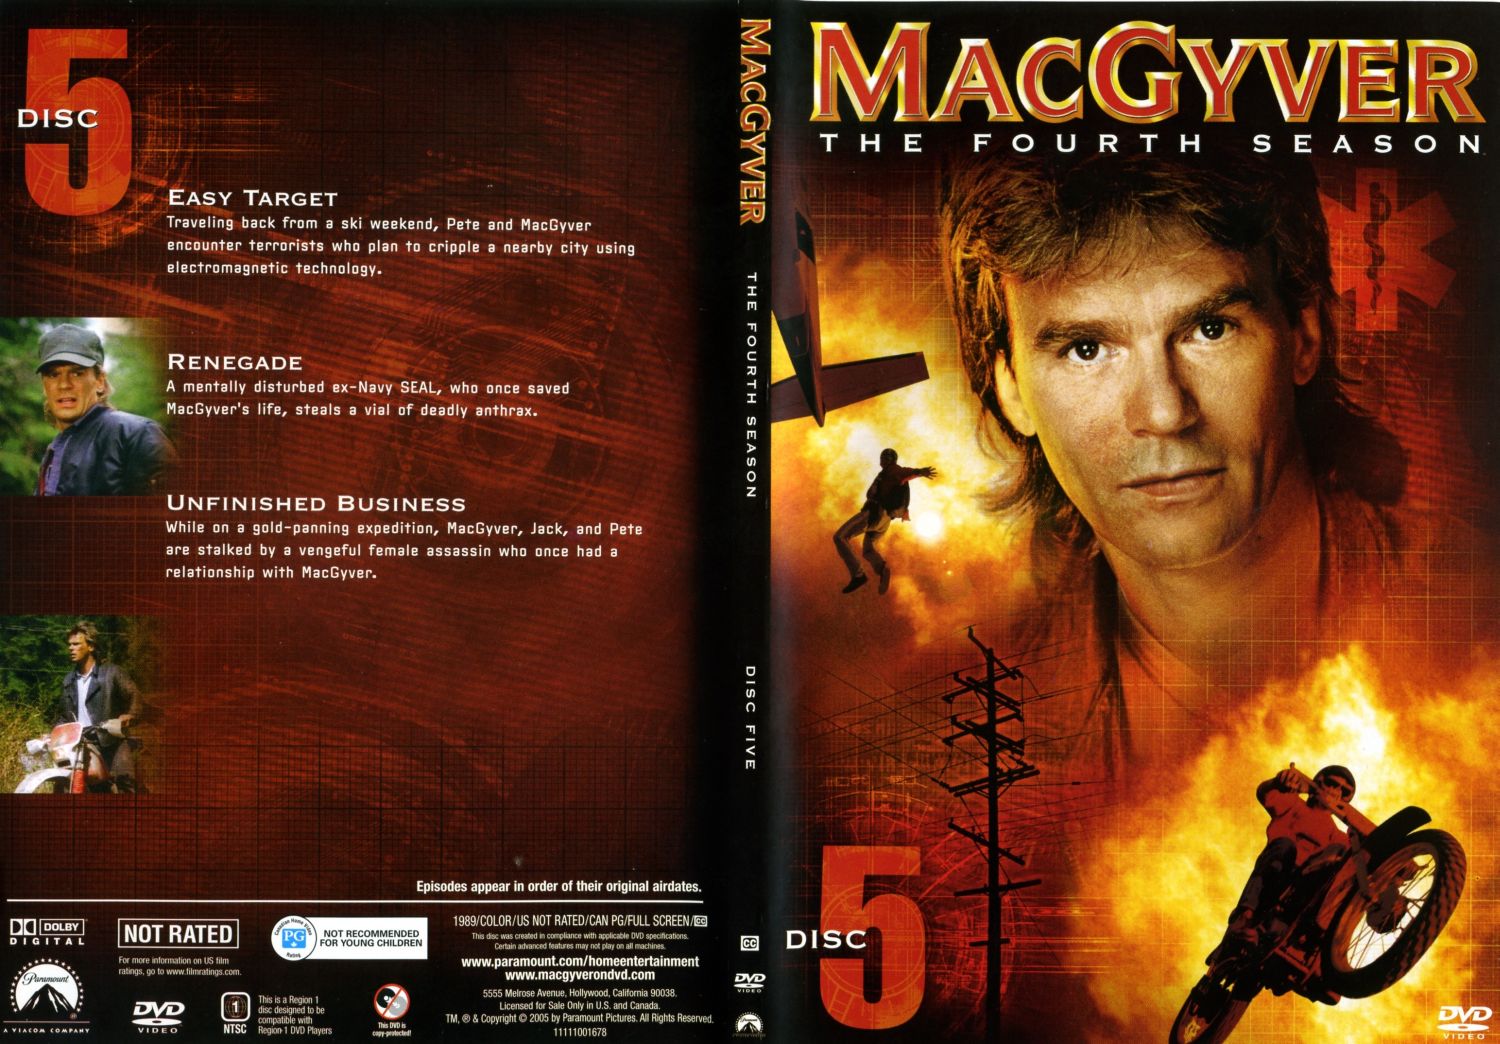 5
DISC
EASY TARGET
Traveling back from a ski weekend, Pete and MacGyver
encounter terrorists who plan to cripple a nearby city using
electromagnetic technology.
RENEGADE
A mentally disturbed ex-Navy SEAL, who once saved
MacGyver's life, steals a vial of deadly anthrax.
UNFINISHED BUSINESS
While on a gold-panning expedition, MacGyver, Jack, and Pete
are stalked by a vengeful female assassin who once had a
relationship with MacGyver.
Episodes appear in order of their original airdates.
DOLBY
DIGITAL
NOT RATED
For more information on US film
ratings, go to www.filmratings.com.
Canadian Home Video
PG
NOT RECOMMENDED
FOR YOUNG CHILDREN
1989/COLOR/US NOT RATED/CAN PG/FULL SCREEN/CC
This disc was created in compliance with applicable DVD specifications.
Certain advanced features may not play on all machines.
www.paramount.com/homeentertainment
www.macgyverondvd.com
5555 Melrose Avenue, Hollywood, California 90038.
Licensed for Sale Only in U.S. and Canada.
TM, ® & Copyright © 2005 by Paramount Pictures. All Rights Reserved.
11111001678
Paramount
A VIACOM COMPANY
DVD
VIDEO
1
NTSC
This is a Region 1
disc designed to be
compatible with
Region 1 DVD Players
This DVD is
copy-protected!
MACGYVER
THE FOURTH SEASON
DISC FIVE
CC
DVD
VIDEO
MACGYVER
THE FOURTH SEASON
5
DISC
DVD
VIDEO